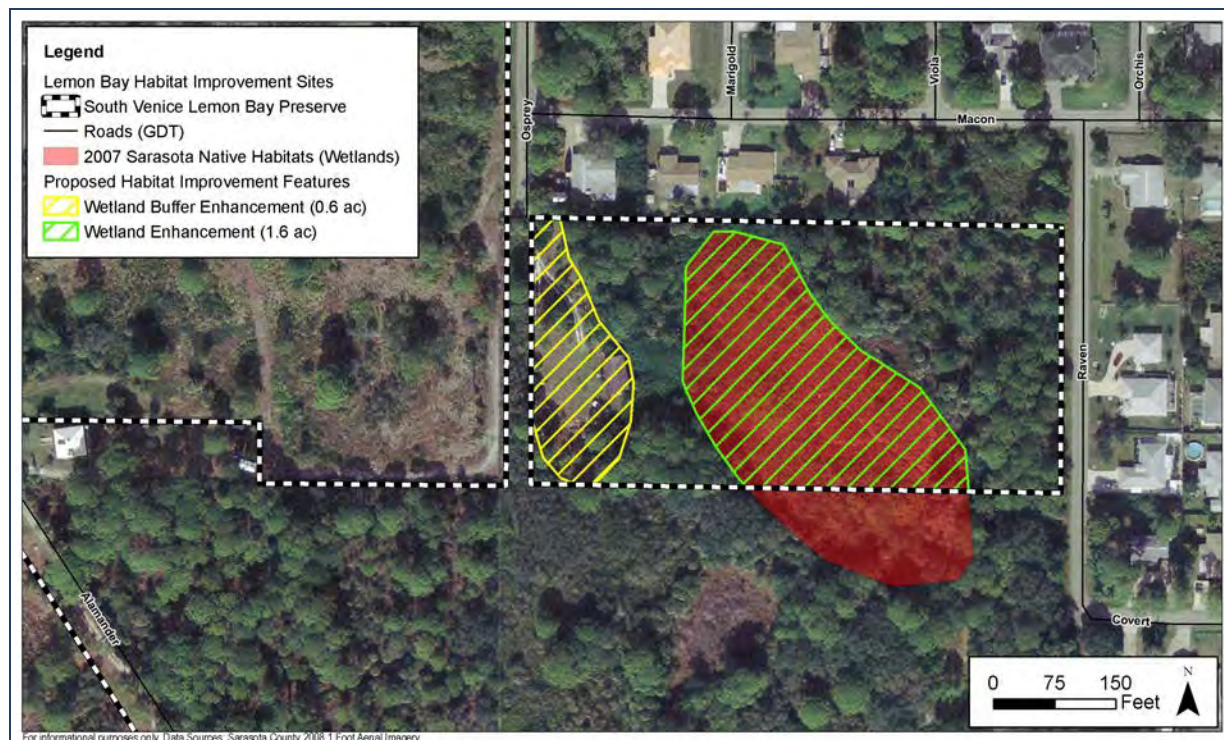 Legend
Lemon Bay Habitat Improvement Sites
South Venice Lemon Bay Preserve
Roads (GDT)
2007 Sarasota Native Habitats (Wetlands)
Proposed Habitat Improvement Features
Wetland Buffer Enhancement (0.6 ac)
Wetland Enhancement (1.6 ac)
Osprey
Marigold
Viola
Orchis
Macon
Raven
Alamander
Covert
N
0 75 150
Feet
For informational purposes only. Data Sources: Sarasota County 2008 1 Foot Aerial Imagery